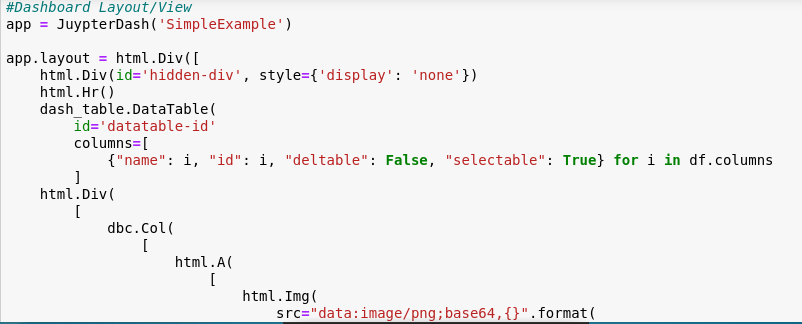 #Dashboard Layout/View
app = JuypterDash('SimpleExample')

app.layout = html.Div([
    html.Div(id='hidden-div', style={'display': 'none'})
    html.Hr()
    dash_table.DataTable(
        id='datatable-id'
        columns=[
            {"name": i, "id": i, "deltable": False, "selectable": True} for i in df.columns
        ]
    html.Div(
        [
            dbc.Col(
                [
                    html.A(
                        [
                            html.Img(
                                src="data:image/png;base64,{}".format(